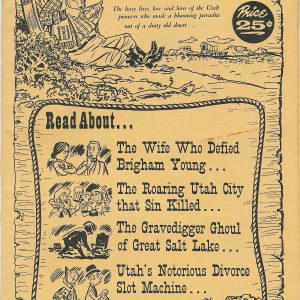 The lusty lives, love and laws of the Utah
pioneers who made a blooming paradise
out of a dusty old desert...
Price
25¢
Read About...
The Wife Who Defied
Brigham Young...
The Roaring Utah City
that Sin Killed...
The Gravedigger Ghoul
of Great Salt Lake...
Utah's Notorious Divorce
Slot Machine...